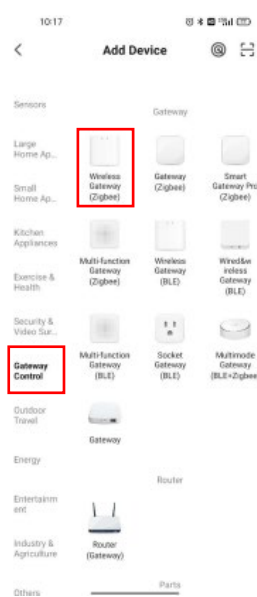 10:17
Add Device
Sensors
Large
Home Ap...
Small
Home Ap...
Kitchen
Appliances
Exercise &
Health
Security &
Video Sur...
Gateway
Control
Outdoor
Travel
Energy
Entertainm
ent
Industry &
Agriculture
Others
Gateway
Wireless
Gateway
(Zigbee)
Gateway
(Zigbee)
Smart
Gateway Pro
(Zigbee)
Multi-function
Gateway
(Zigbee)
Wireless
Gateway
(BLE)
Wired&w
ireless
Gateway
(BLE)
Multi-function
Gateway
(BLE)
Socket
Gateway
(BLE)
Multimode
Gateway
(BLE+Zigbee
Gateway
Router
Router
(Gateway)
Parts